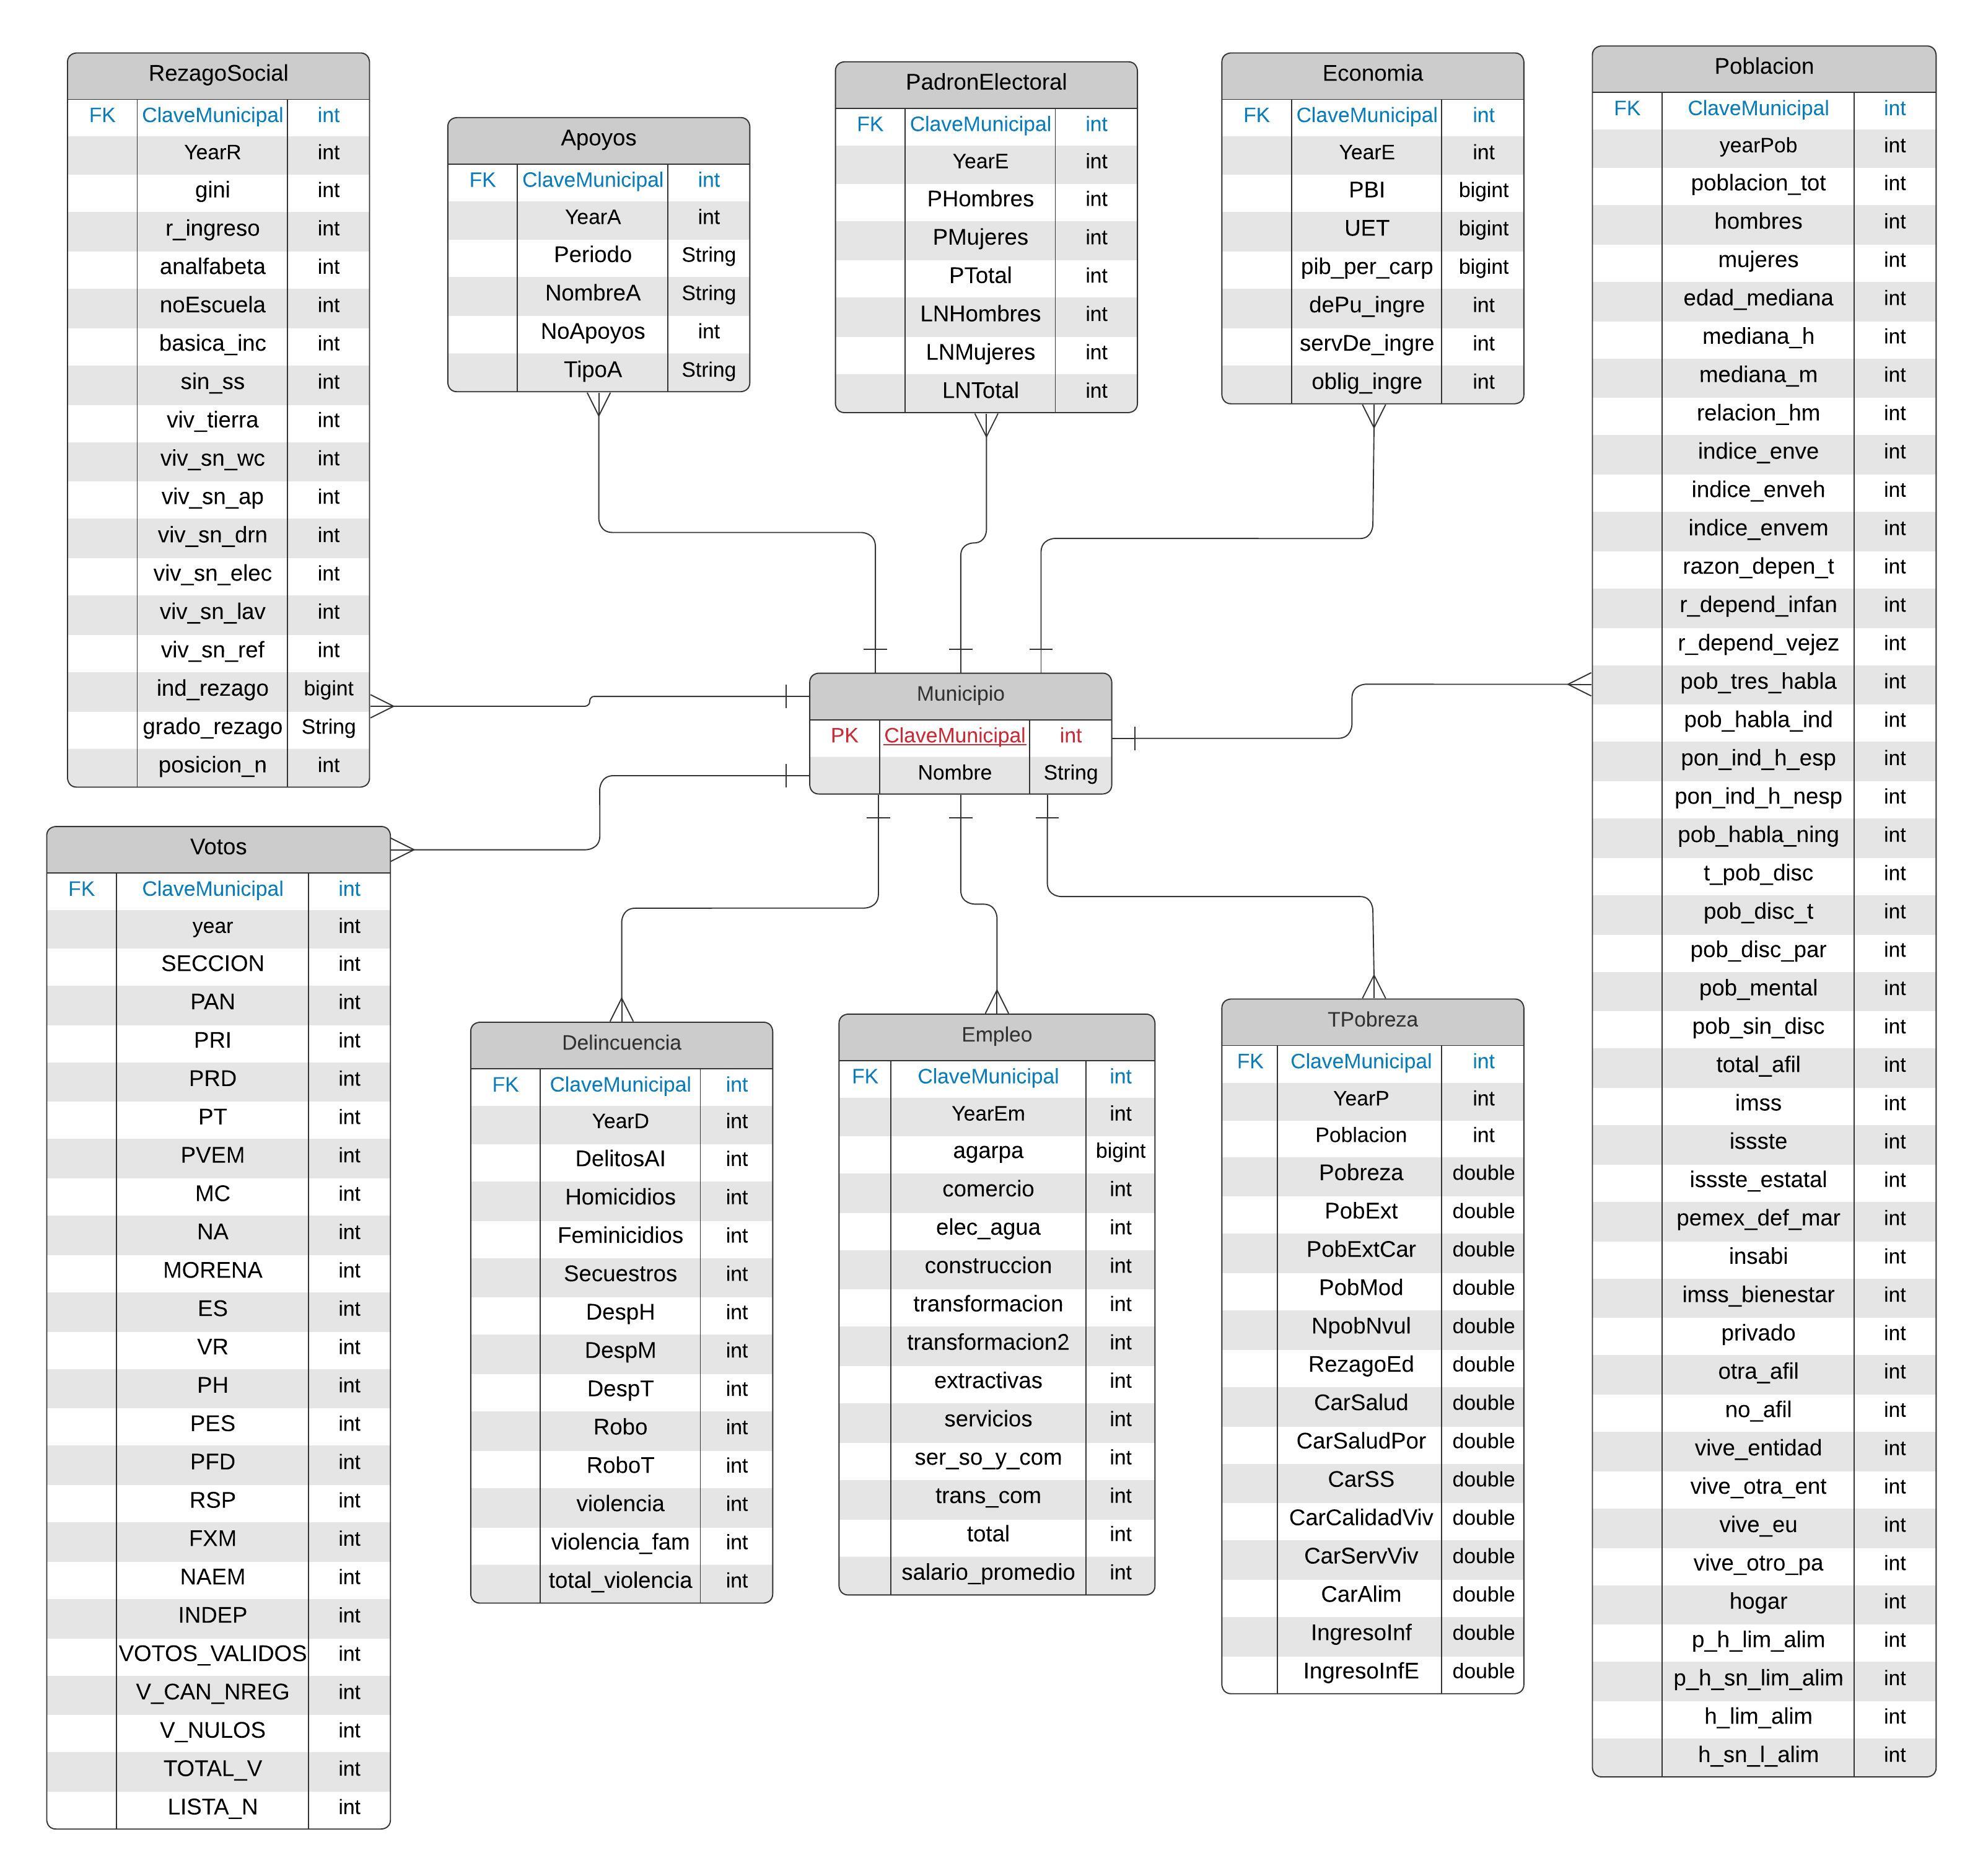 RezagoSocial
FK ClaveMunicipal int
YearR int
gini int
r_ingreso int
analfabeta int
noEscuela int
basica_inc int
sin_ss int
viv_tierra int
viv_sn_wc int
viv_sn_ap int
viv_sn_drn int
viv_sn_elec int
viv_sn_lav int
viv_sn_ref int
ind_rezago bigint
grado_rezago String
posicion_n int
Apoyos
FK ClaveMunicipal int
YearA int
Periodo String
NombreA String
NoApoyos int
TipoA String
PadronElectoral
FK ClaveMunicipal int
YearE int
PHombres int
PMujeres int
PTotal int
LNHombres int
LNMujeres int
LNTotal int
Economia
FK ClaveMunicipal int
YearE int
PBI bigint
UET bigint
pib_per_carp bigint
dePu_ingre int
servDe_ingre int
oblig_ingre int
Poblacion
FK ClaveMunicipal int
yearPob int
poblacion_tot int
hombres int
mujeres int
edad_mediana int
mediana_h int
mediana_m int
relacion_hm int
indice_enve int
indice_enveh int
indice_envem int
razon_depen_t int
r_depend_infan int
r_depend_vejez int
pob_tres_habla int
pob_habla_ind int
pon_ind_h_esp int
pon_ind_h_nesp int
pob_habla_ning int
t_pob_disc int
pob_disc_t int
pob_disc_par int
pob_mental int
pob_sin_disc int
total_afil int
imss int
issste int
issste_estatal int
pemex_def_mar int
insabi int
imss_bienestar int
privado int
otra_afil int
no_afil int
vive_entidad int
vive_otra_ent int
vive_eu int
vive_otro_pa int
hogar int
p_h_lim_alim int
p_h_sn_lim_alim int
h_lim_alim int
h_sn_l_alim int
Municipio
PK ClaveMunicipal int
Nombre String
Votos
FK ClaveMunicipal int
year int
SECCION int
PAN int
PRI int
PRD int
PT int
PVEM int
MC int
NA int
MORENA int
ES int
VR int
PH int
PES int
PFD int
RSP int
FXM int
NAEM int
INDEP int
VOTOS_VALIDOS int
V_CAN_NREG int
V_NULOS int
TOTAL_V int
LISTA_N int
Delincuencia
FK ClaveMunicipal int
YearD int
DelitosAI int
Homicidios int
Feminicidios int
Secuestros int
DespH int
DespM int
DespT int
Robo int
RoboT int
violencia int
violencia_fam int
total_violencia int
Empleo
FK ClaveMunicipal int
YearEm int
agarpa bigint
comercio int
elec_agua int
construccion int
transformacion int
transformacion2 int
extractivas int
servicios int
ser_so_y_com int
trans_com int
total int
salario_promedio int
TPobreza
FK ClaveMunicipal int
YearP int
Poblacion int
Pobreza double
PobExt double
PobExtCar double
PobMod double
NpobNvul double
RezagoEd double
CarSalud double
CarSaludPor double
CarSS double
CarCalidadViv double
CarServViv double
CarAlim double
IngresoInf double
IngresoInfE double